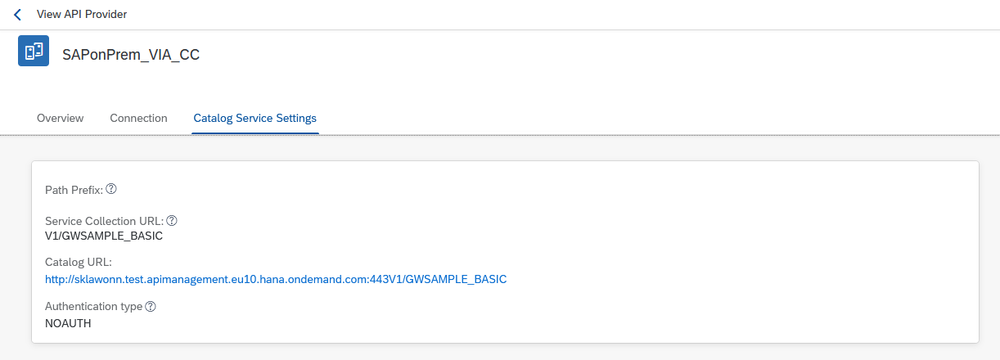 View API Provider
SAPonPrem_VIA_CC
Overview Connection Catalog Service Settings
Path Prefix:
Service Collection URL:
V1/GWSAMPLE_BASIC
Catalog URL:
http://sklawonn.test.apimanagement.eu10.hana.ondemand.com:443V1/GWSAMPLE_BASIC
Authentication type
NOAUTH